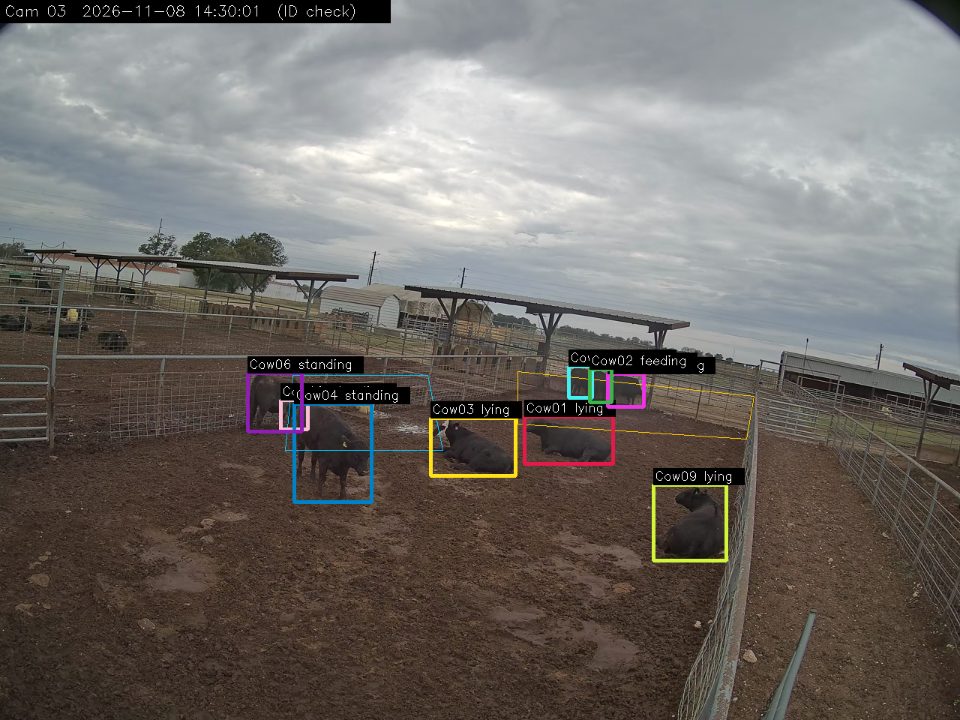 Cam 03 2026-11-08 14:30:01 (ID check)
Cow02 feeding
Cow06 standing
Cow04 standing
Cow03 lying
Cow01 lying
Cow09 lying